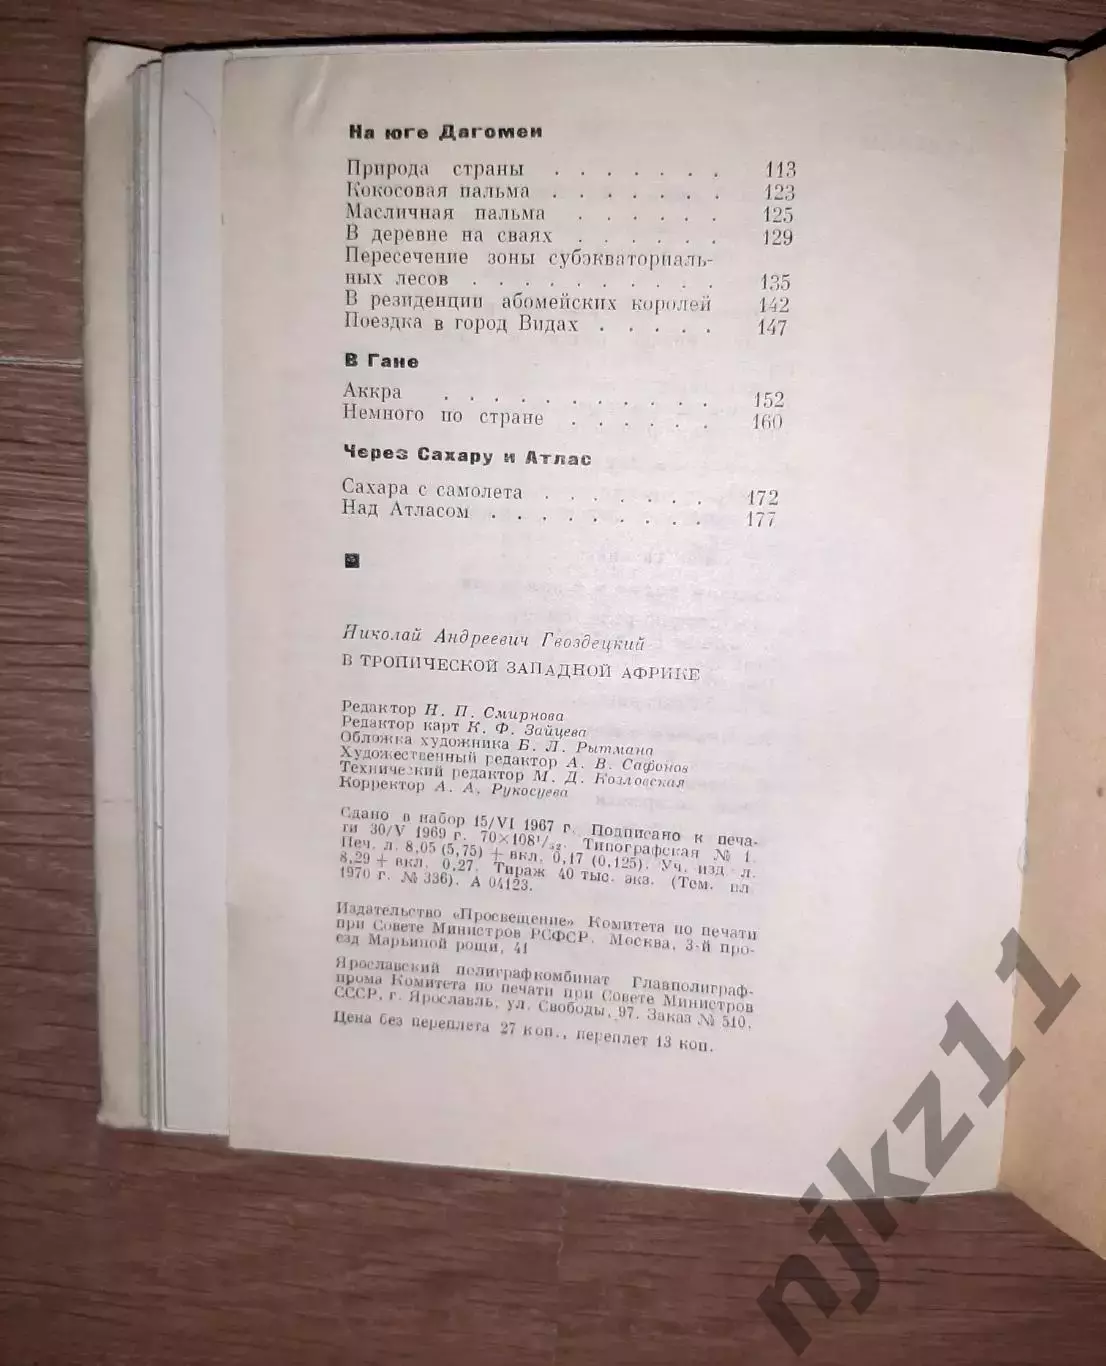 На юге Дагомеи
Природа страны . . . . . . . 113
Кокосовая пальма . . . . . . . 123
Масличная пальма . . . . . . 125
В деревне на сваях . . . . . . 129
Пересечение зоны субэкваториаль-
ных лесов . . . . . . . . . . 135
В резиденции абомейских королей 142
Поездка в город Видах . . . . . 147
В Гане
Аккра . . . . . . . . . . . 152
Немного по стране . . . . . . 160
Через Сахару и Атлас
Сахара с самолета . . . . . . . 172
Над Атласом . . . . . . . . . 177
Николай Андреевич Гвоздецкий
В ТРОПИЧЕСКОЙ ЗАПАДНОЙ АФРИКЕ
Редактор Н. П. Смирнова
Редактор карт К. Ф. Зайцева
Обложка художника Б. Л. Рытмана
Художественный редактор А. В. Сафонов
Технический редактор М. Д. Козловская
Корректор А. А. Рукосуева
Сдано в набор 15/VI 1967 г. Подписано к печа-
ти 30/V 1969 г. 70×108¹/₃₂. Типографская № 1.
Печ. л. 8,05 (5,75) + вкл. 0,17 (0,125). Уч. изд л.
8,29 + вкл. 0,27. Тираж 40 тыс. экз. (Тем. пл
1970 г. № 336). А 04123.
Издательство «Просвещение» Комитета по печати
при Совете Министров РСФСР. Москва, 3-й про-
езд Марьиной рощи, 41
Ярославский полиграфкомбинат Главполиграф-
прома Комитета по печати при Совете Министров
СССР, г. Ярославль, ул. Свободы, 97. Заказ № 510.
Цена без переплета 27 коп., переплет 13 коп.
njkz11